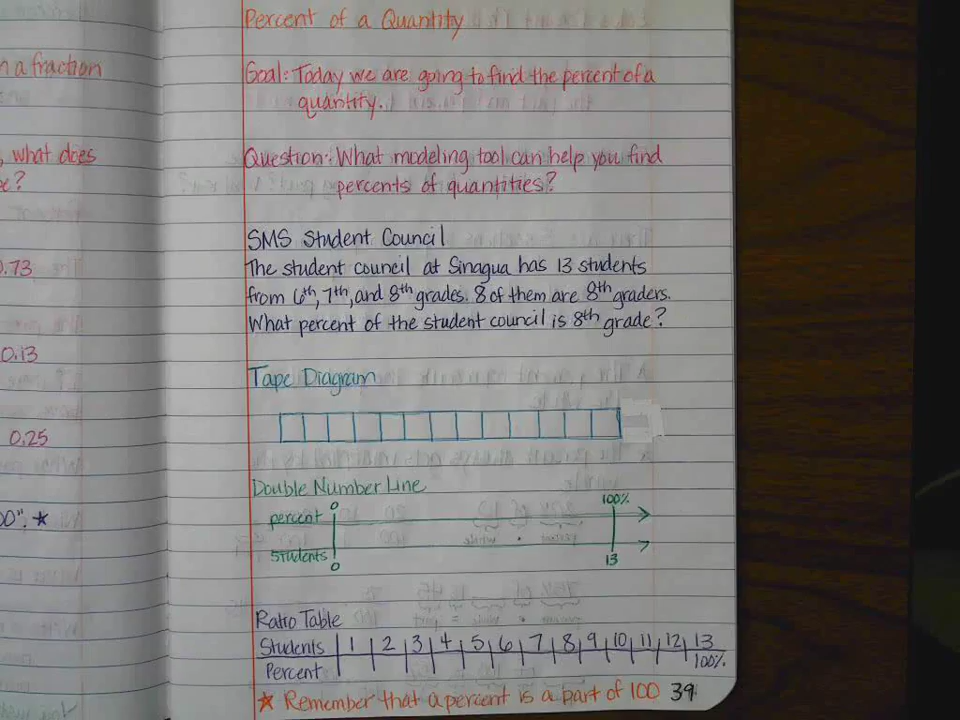 n a fraction
, what does
?
0.73
0.13
0.25
00". ★
Percent of a Quantity
Goal: Today we are going to find the percent of a
quantity.
Question: What modeling tool can help you find
percents of quantities?
SMS Student Council
The student council at Sinagua has 13 students
from 6th, 7th, and 8th grades. 8 of them are 8th graders.
What percent of the student council is 8th grade?
Tape Diagram
Double Number Line
0 100%
percent
students
0 13
Ratio Table
Students 1 2 3 4 5 6 7 8 9 10 11 12 13
Percent 100%
★ Remember that a percent is a part of 100 39